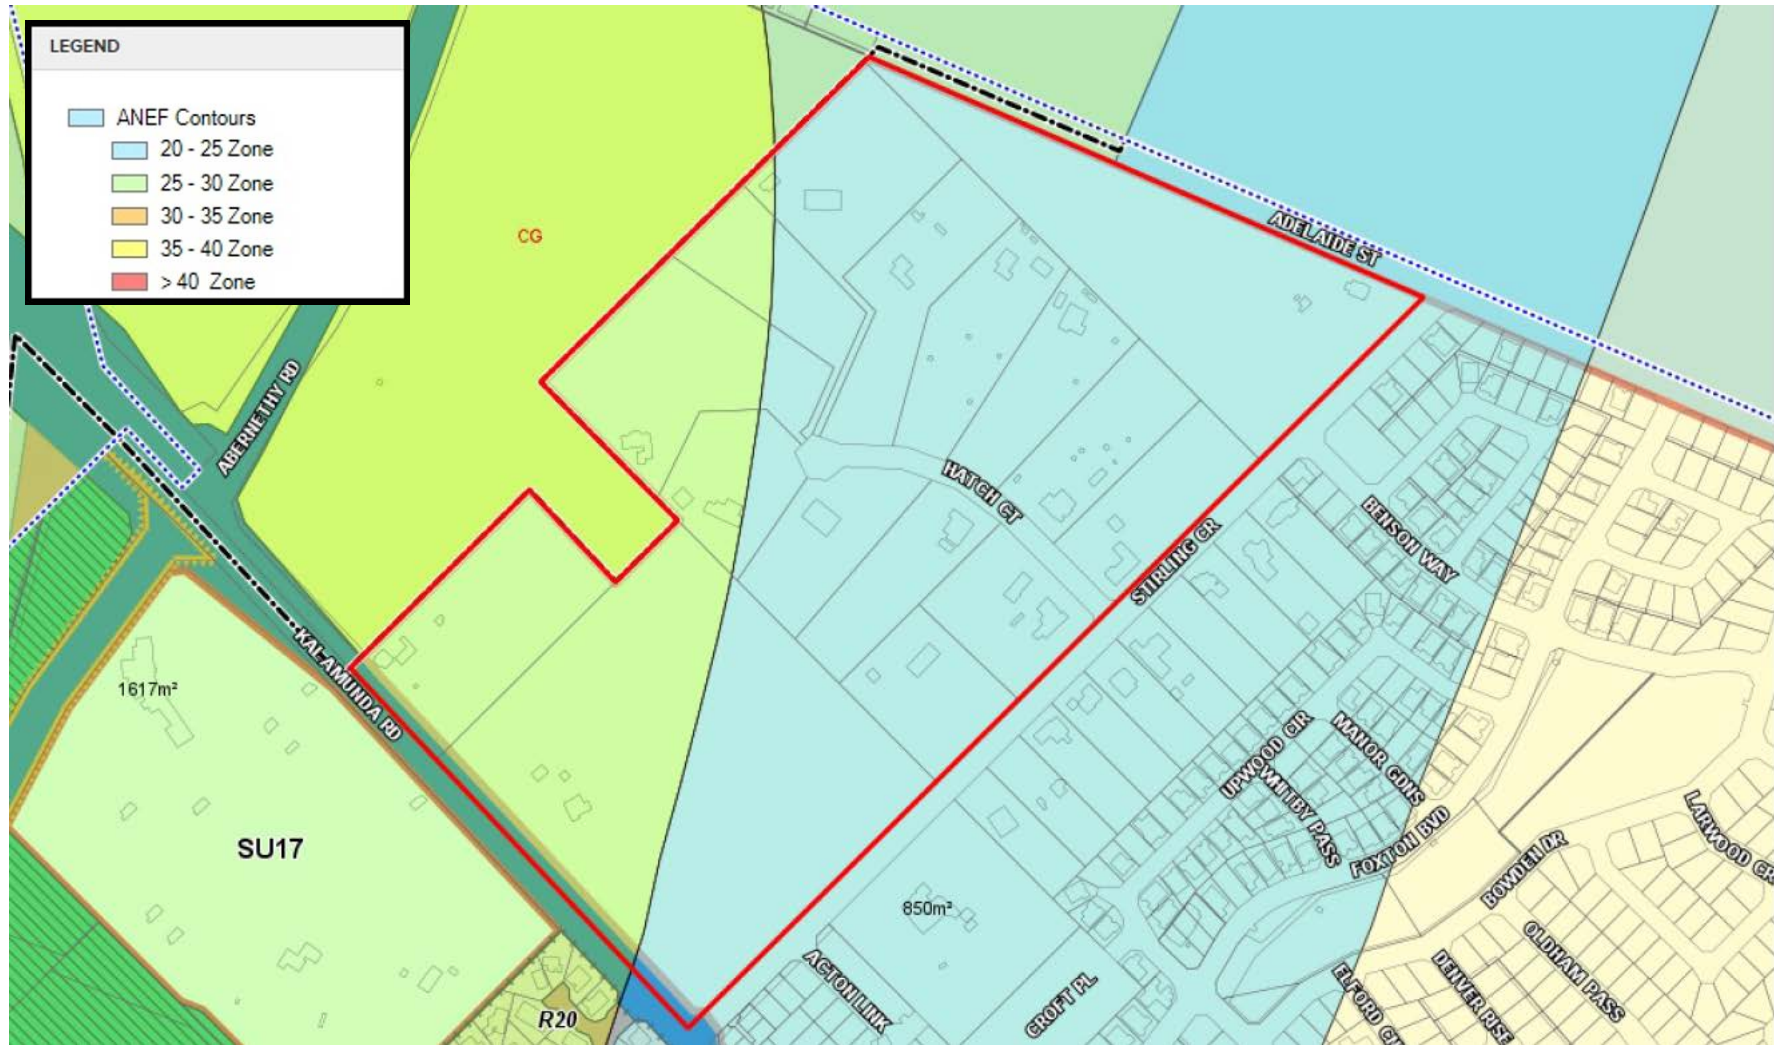 LEGEND
ANEF Contours
20 - 25 Zone
25 - 30 Zone
30 - 35 Zone
35 - 40 Zone
> 40 Zone
CG
ADELAIDE ST
ABERNETHY RD
HATCH CT
BENSON WAY
STIRLING CR
KALAMUNDA RD
1617m²
SU17
UPWOOD CIR
MANOR GDNS
WHITBY PASS
FOXTON BVD
LARWOOD CR
BOWDEN DR
850m²
OLDHAM PASS
DENVER RISE
ACTON LINK
CROFT PL
R20